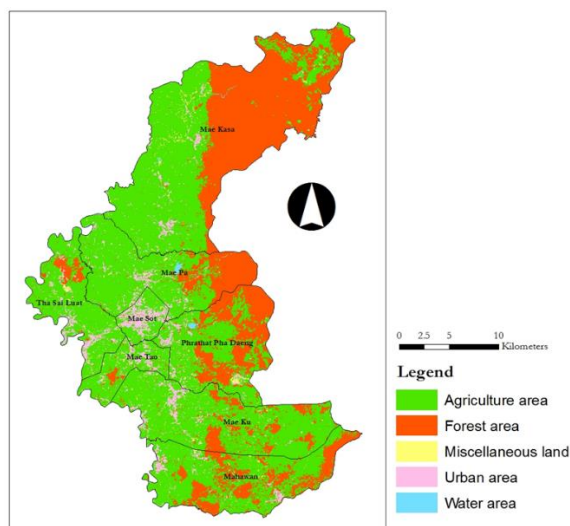 Mae Kasa
Mae Pa
Tha Sai Luat
Mae Sot
Phrathat Pha Daeng
Mae Tao
Mae Ku
Mahawan
0 2.5 5 10
Kilometers
Legend
Agriculture area
Forest area
Miscellaneous land
Urban area
Water area